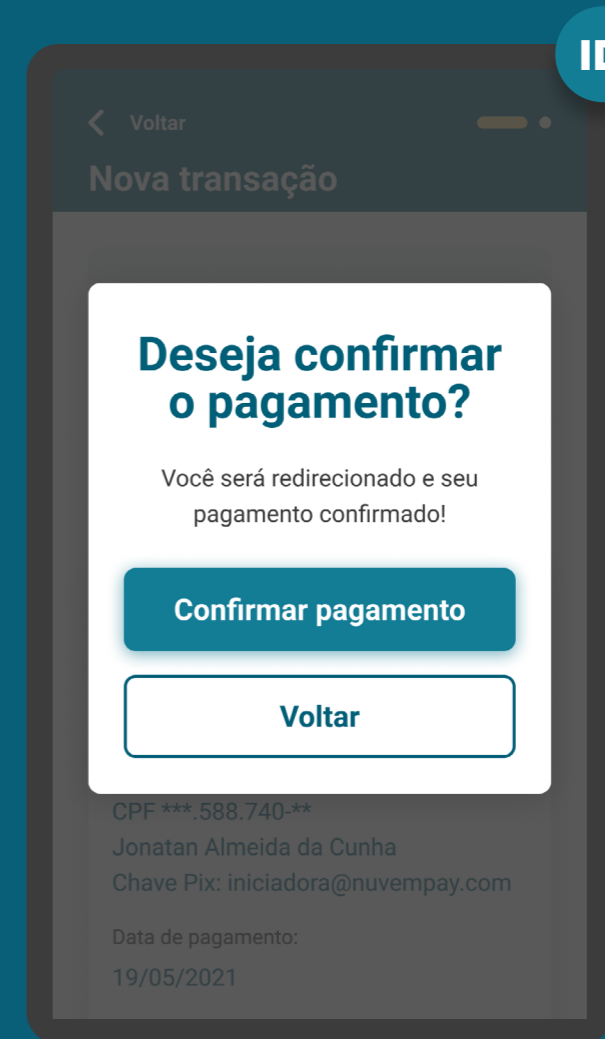 ID
Voltar
Nova transação
Deseja confirmar
o pagamento?
Você será redirecionado e seu
pagamento confirmado!
Confirmar pagamento
Voltar
CPF ***.588.740-**
Jonatan Almeida da Cunha
Chave Pix: iniciadora@nuvempay.com
Data de pagamento:
19/05/2021